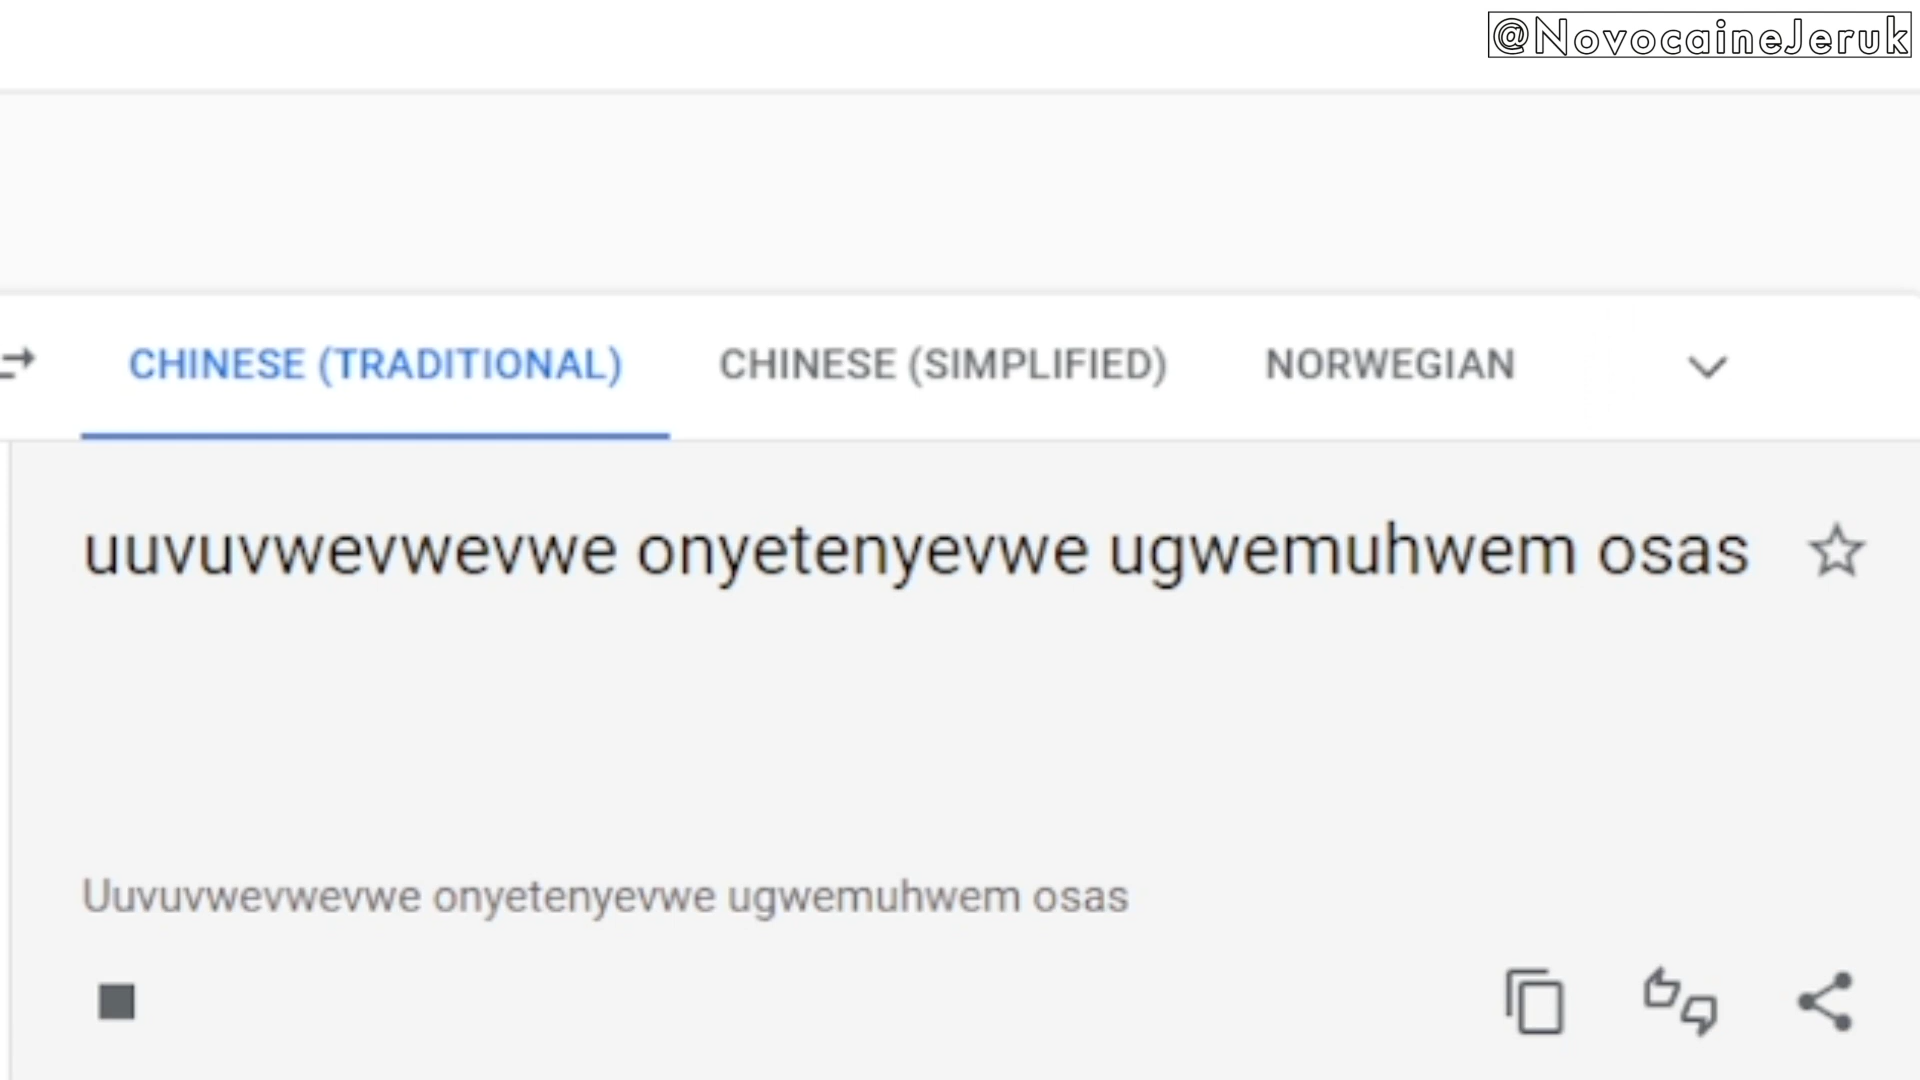 @NovocaineJeruk
CHINESE (TRADITIONAL) CHINESE (SIMPLIFIED) NORWEGIAN
uuvuvwevwevwe onyetenyevwe ugwemuhwem osas
Uuvuvwevwevwe onyetenyevwe ugwemuhwem osas